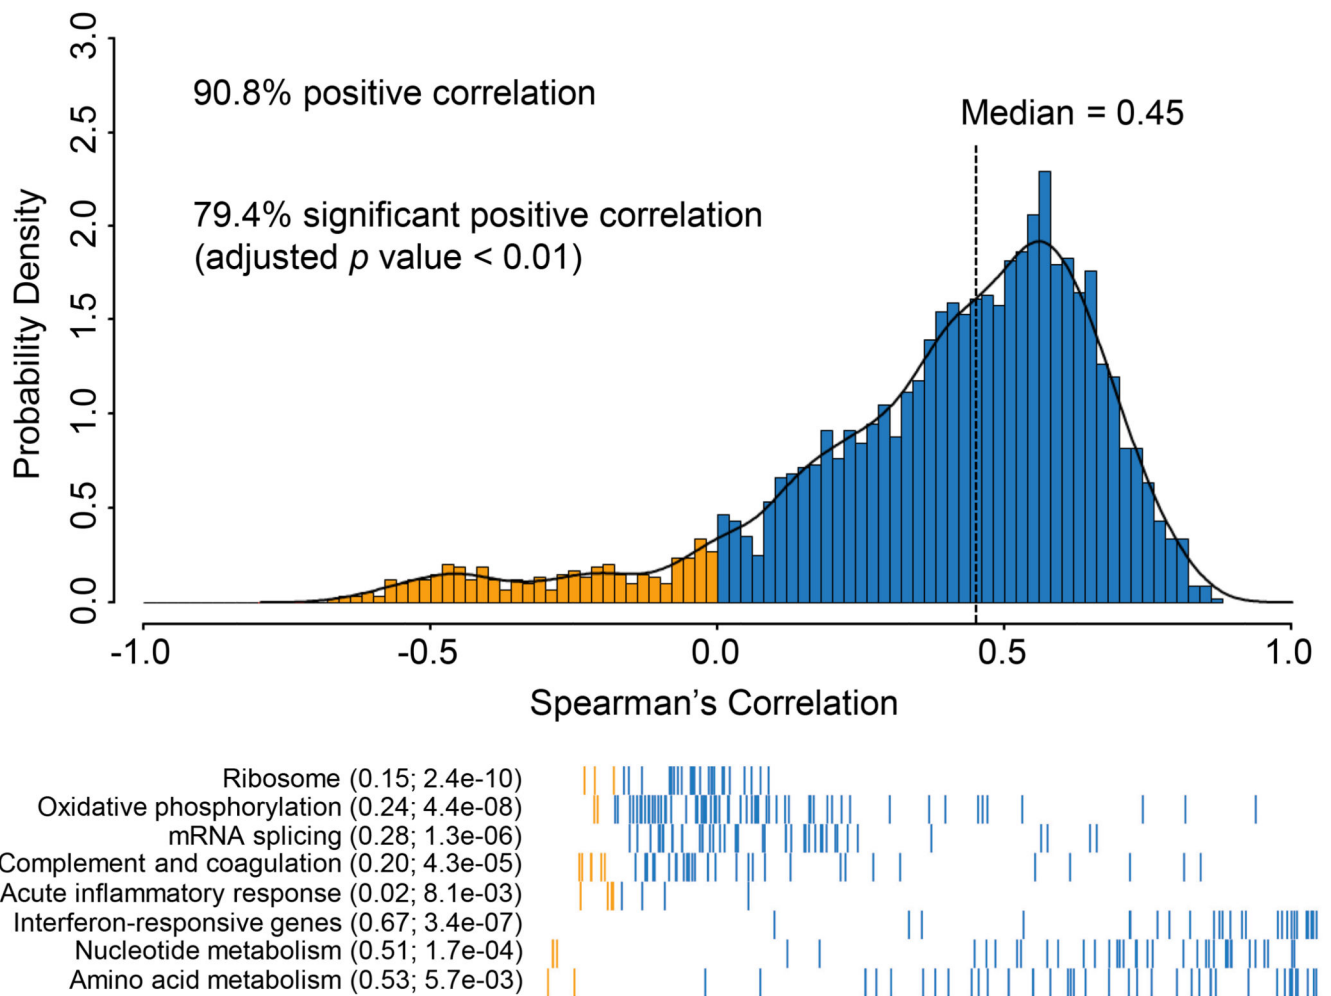 90.8% positive correlation
Median = 0.45
79.4% significant positive correlation
(adjusted p value < 0.01)
Probability Density
3.0
2.5
2.0
1.5
1.0
0.5
0.0
-1.0 -0.5 0.0 0.5 1.0
Spearman’s Correlation
Ribosome (0.15; 2.4e-10)
Oxidative phosphorylation (0.24; 4.4e-08)
mRNA splicing (0.28; 1.3e-06)
Complement and coagulation (0.20; 4.3e-05)
Acute inflammatory response (0.02; 8.1e-03)
Interferon-responsive genes (0.67; 3.4e-07)
Nucleotide metabolism (0.51; 1.7e-04)
Amino acid metabolism (0.53; 5.7e-03)